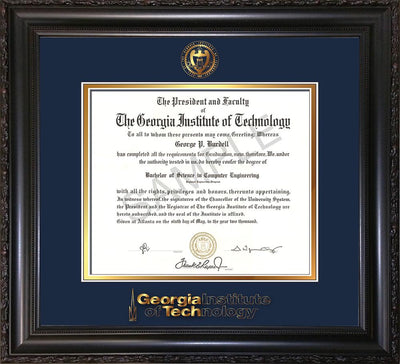 The President and Faculty
of
The Georgia Institute of Technology
To all to whom these presents may come, Greeting: Whereas
George P. Burdell
has completed all the requirements for Graduation, now therefore, We, under
the authority vested in us, do hereby confer the degree of
Bachelor of Science in Computer Engineering
with all the rights, privileges and honors, thereunto appertaining.
In witness whereof, the signatures of the Chancellor of the University System,
the President and the Registrar of The Georgia Institute of Technology are
hereto subscribed, and the seal of the Institute is affixed.
Given at Atlanta on the sixth day of May, in the year two thousand.
SAMPLE
Georgia Institute
of Technology